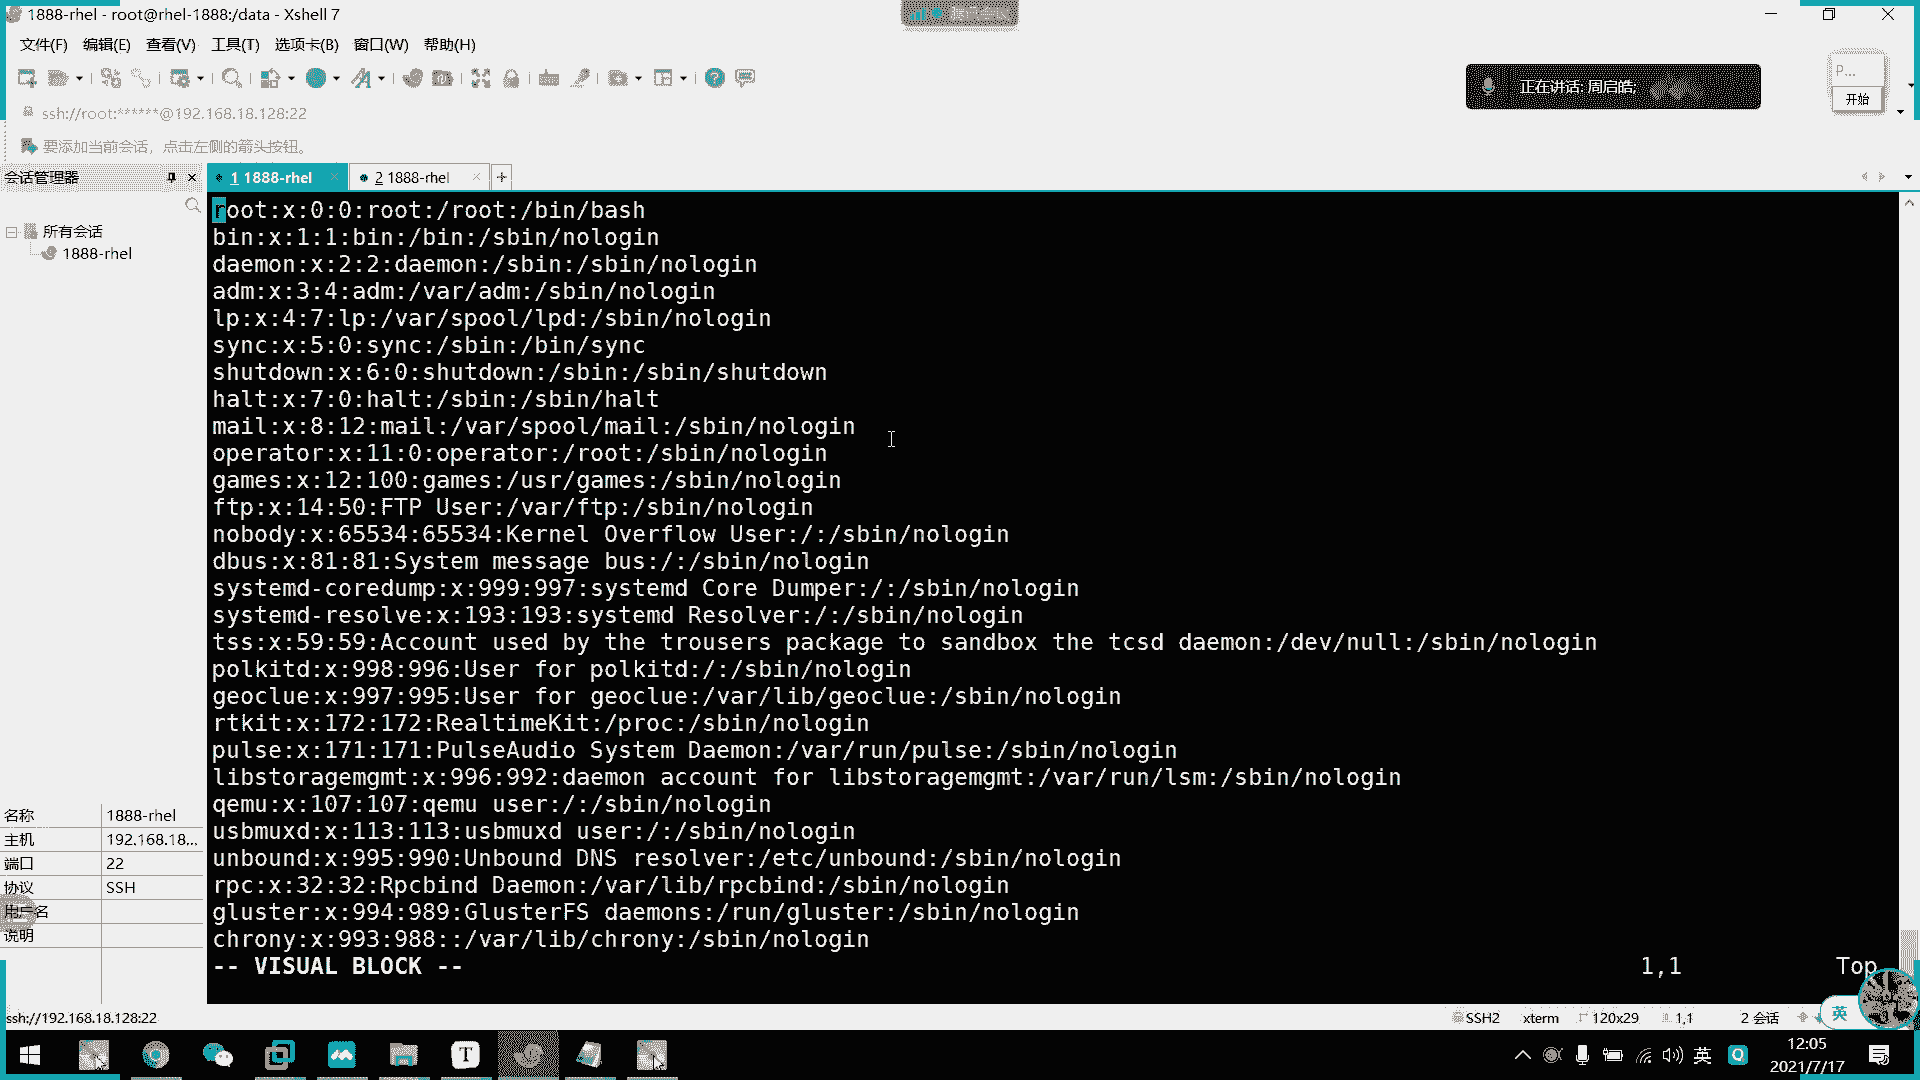 1888-rhel - root@rhel-1888:/data - Xshell 7
文件(F) 编辑(E) 查看(V) 工具(T) 选项卡(B) 窗口(W) 帮助(H)
正在讲话: 周启皓;
P...
开始
ssh://root:******@192.168.18.128:22
要添加当前会话，点击左侧的箭头按钮。
会话管理器
1 1888-rhel
2 1888-rhel
所有会话
1888-rhel
root:x:0:0:root:/root:/bin/bash
bin:x:1:1:bin:/bin:/sbin/nologin
daemon:x:2:2:daemon:/sbin:/sbin/nologin
adm:x:3:4:adm:/var/adm:/sbin/nologin
lp:x:4:7:lp:/var/spool/lpd:/sbin/nologin
sync:x:5:0:sync:/sbin:/bin/sync
shutdown:x:6:0:shutdown:/sbin:/sbin/shutdown
halt:x:7:0:halt:/sbin:/sbin/halt
mail:x:8:12:mail:/var/spool/mail:/sbin/nologin
operator:x:11:0:operator:/root:/sbin/nologin
games:x:12:100:games:/usr/games:/sbin/nologin
ftp:x:14:50:FTP User:/var/ftp:/sbin/nologin
nobody:x:65534:65534:Kernel Overflow User:/:/sbin/nologin
dbus:x:81:81:System message bus:/:/sbin/nologin
systemd-coredump:x:999:997:systemd Core Dumper:/:/sbin/nologin
systemd-resolve:x:193:193:systemd Resolver:/:/sbin/nologin
tss:x:59:59:Account used by the trousers package to sandbox the tcsd daemon:/dev/null:/sbin/nologin
polkitd:x:998:996:User for polkitd:/:/sbin/nologin
geoclue:x:997:995:User for geoclue:/var/lib/geoclue:/sbin/nologin
rtkit:x:172:172:RealtimeKit:/proc:/sbin/nologin
pulse:x:171:171:PulseAudio System Daemon:/var/run/pulse:/sbin/nologin
libstoragemgmt:x:996:992:daemon account for libstoragemgmt:/var/run/lsm:/sbin/nologin
qemu:x:107:107:qemu user:/:/sbin/nologin
usbmuxd:x:113:113:usbmuxd user:/:/sbin/nologin
unbound:x:995:990:Unbound DNS resolver:/etc/unbound:/sbin/nologin
rpc:x:32:32:Rpcbind Daemon:/var/lib/rpcbind:/sbin/nologin
gluster:x:994:989:GlusterFS daemons:/run/gluster:/sbin/nologin
chrony:x:993:988::/var/lib/chrony:/sbin/nologin
-- VISUAL BLOCK -- 1,1 Top
名称 1888-rhel
主机 192.168.18...
端口 22
协议 SSH
用户名
说明
ssh://192.168.18.128:22
SSH2 xterm 120x29 1,1 2 会话
英
英
12:05
2021/7/17